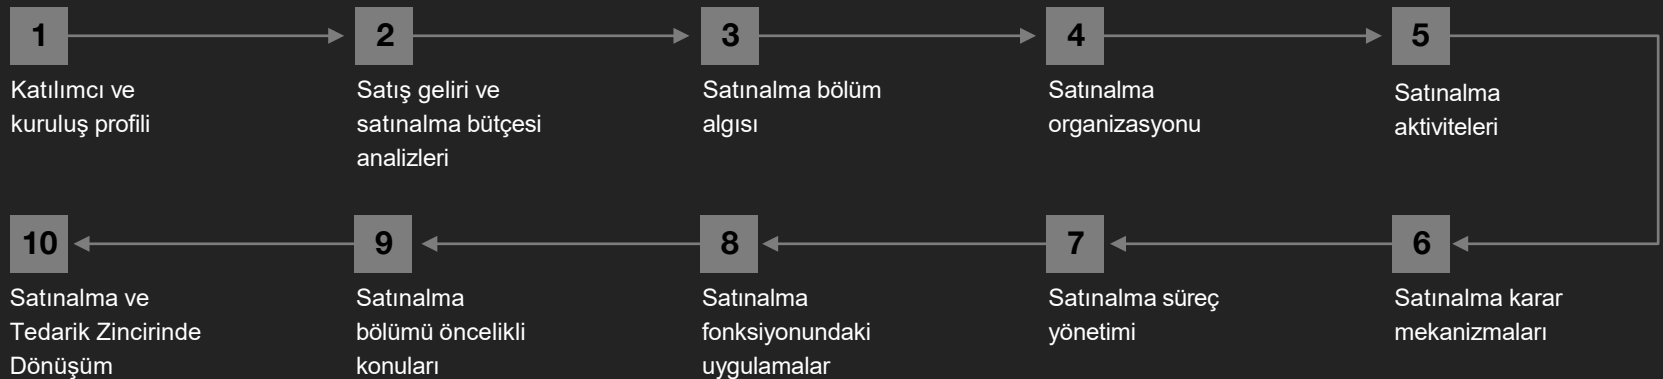 1
Katılımcı ve
kuruluş profili
2
Satış geliri ve
satınalma bütçesi
analizleri
3
Satınalma bölüm
algısı
4
Satınalma
organizasyonu
5
Satınalma
aktiviteleri
6
Satınalma karar
mekanizmaları
7
Satınalma süreç
yönetimi
8
Satınalma
fonksiyonundaki
uygulamalar
9
Satınalma
bölümü öncelikli
konuları
10
Satınalma ve
Tedarik Zincirinde
Dönüşüm